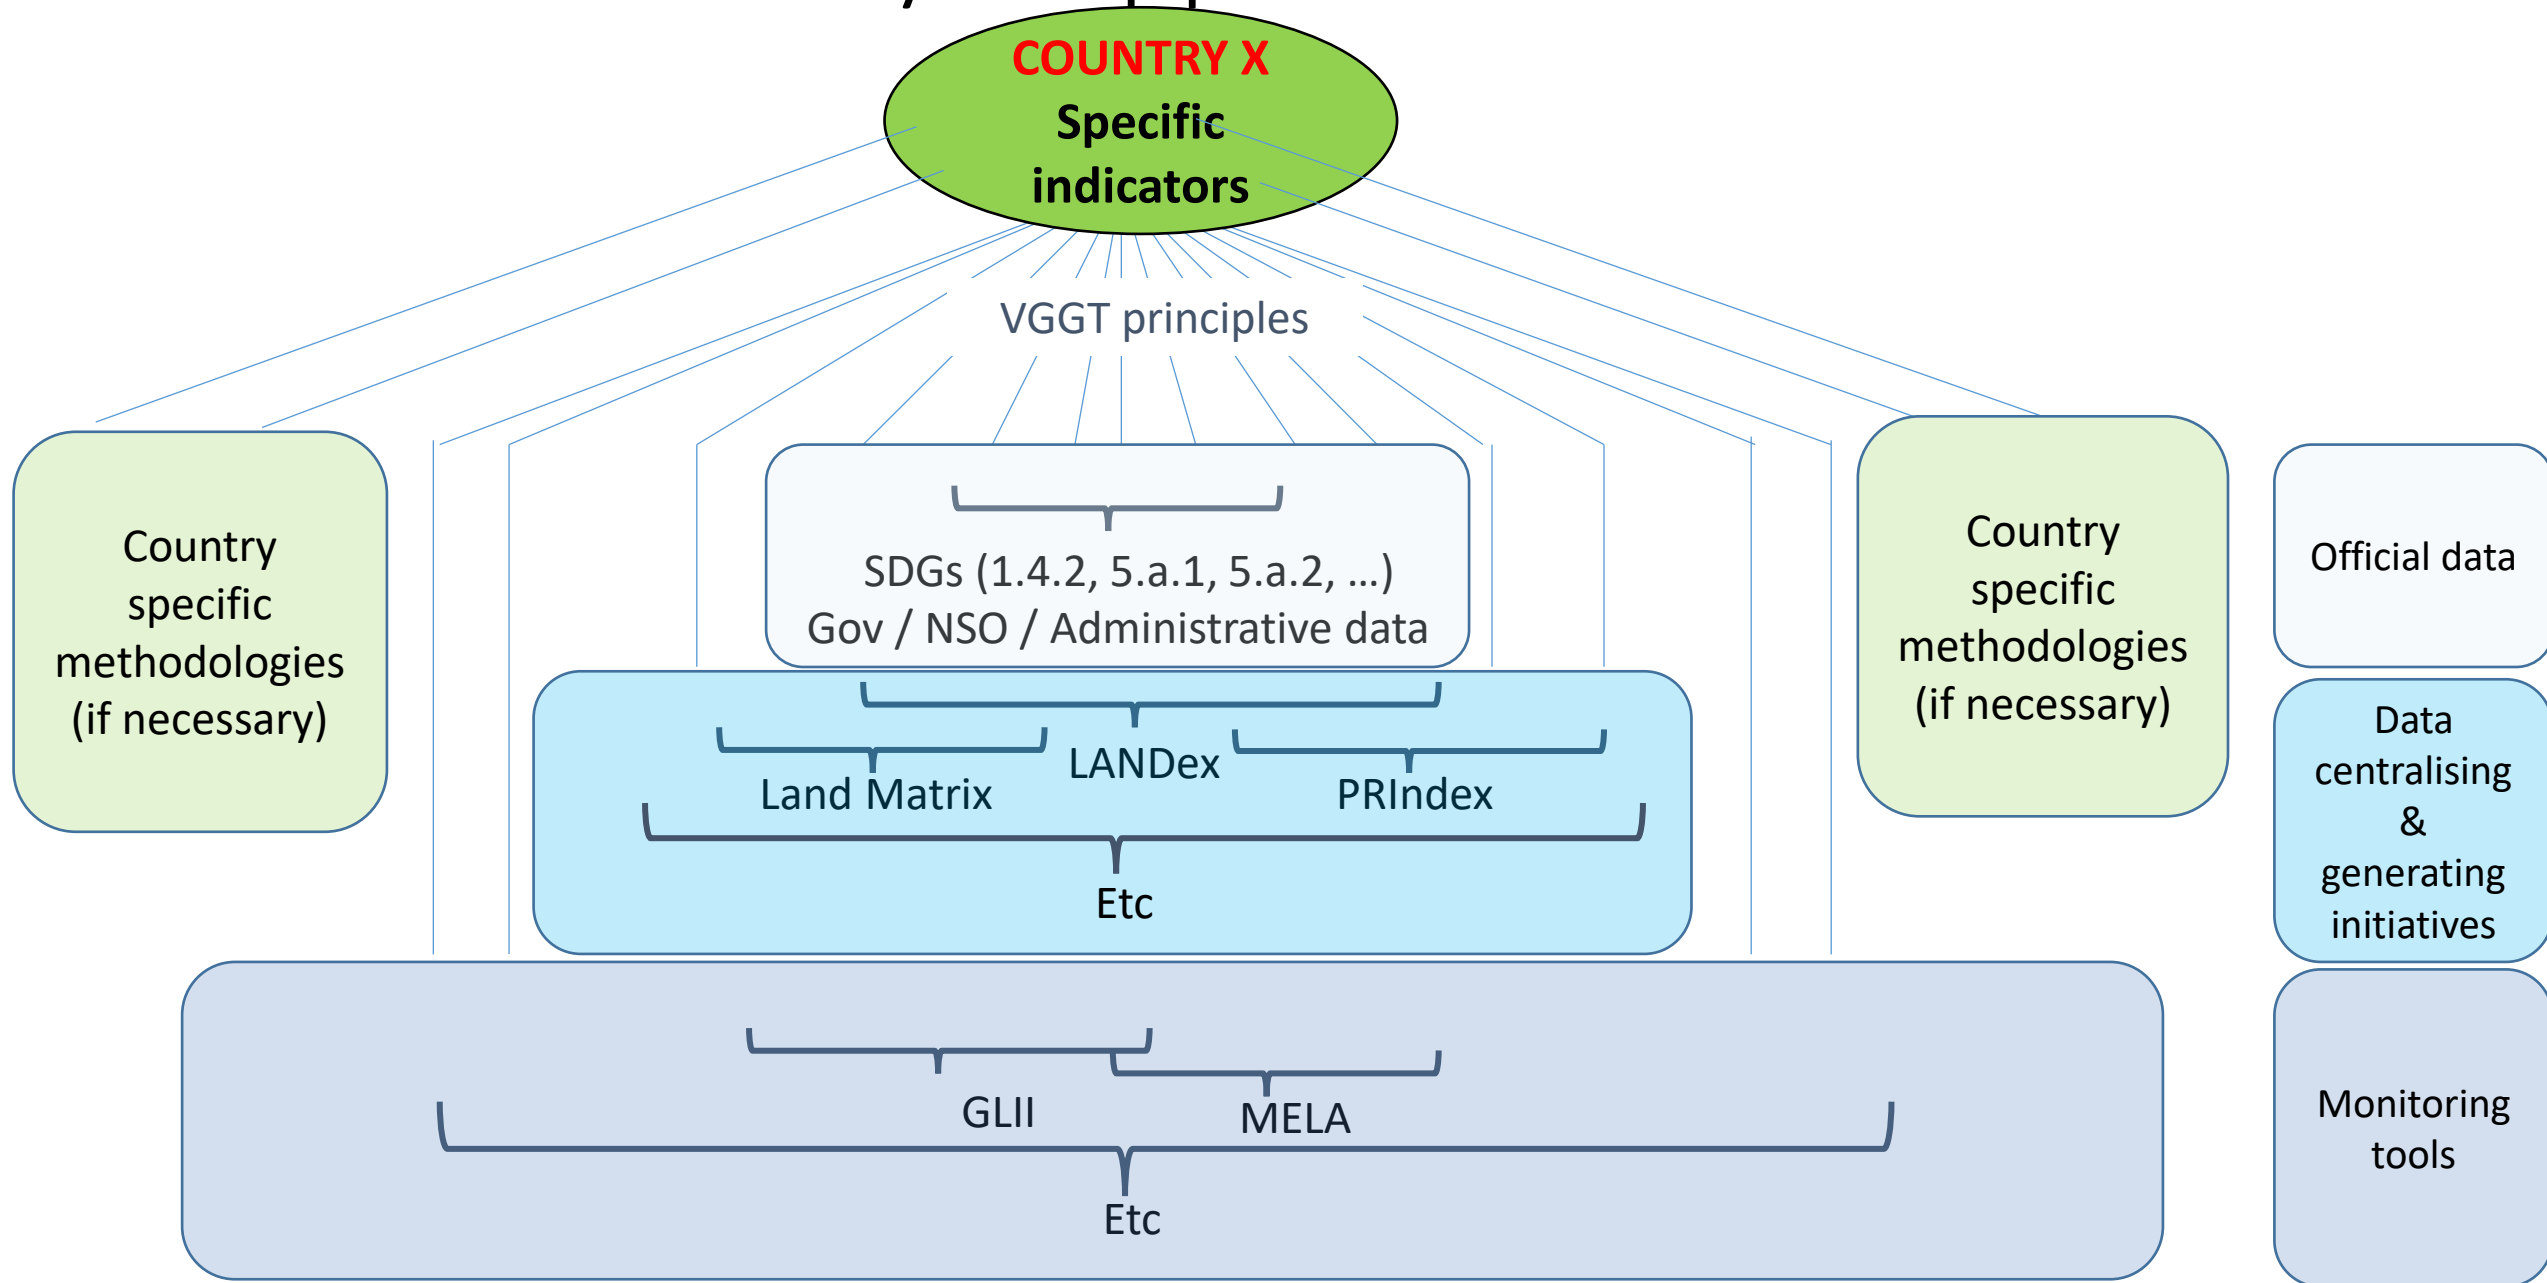 COUNTRY X
Specific
indicators
VGGT principles
Country
specific
methodologies
(if necessary)
SDGs (1.4.2, 5.a.1, 5.a.2, ...)
Gov / NSO / Administrative data
Country
specific
methodologies
(if necessary)
Official data
LANDex
Land Matrix
PRIndex
Etc
Data
centralising
&
generating
initiatives
GLII
MELA
Etc
Monitoring
tools